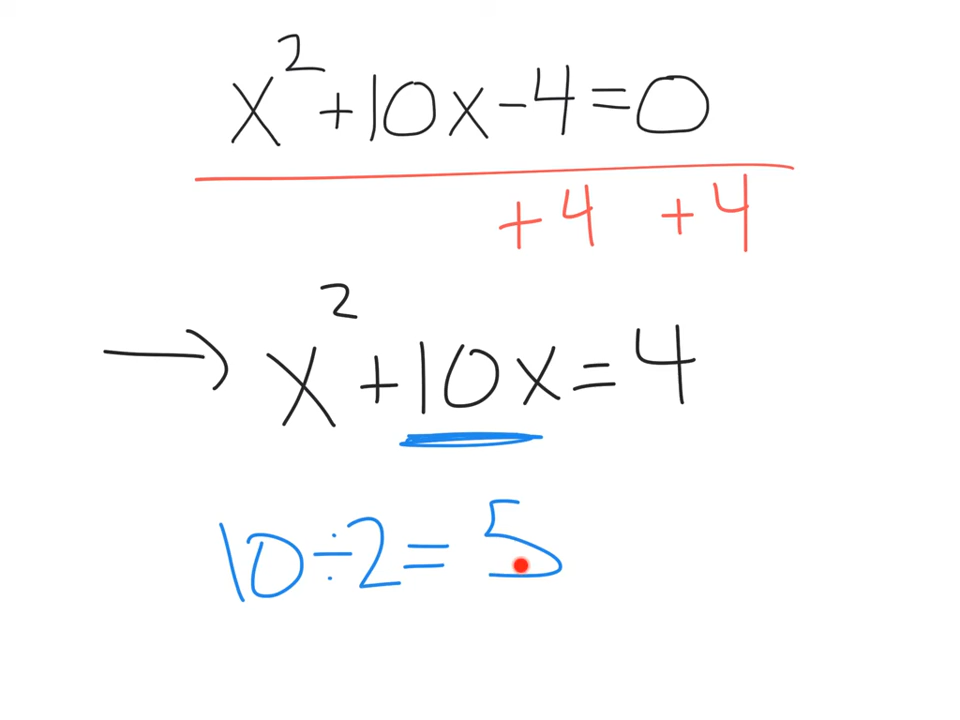 x²+10x-4=0
+4 +4
→ x²+10x=4
10÷2=5